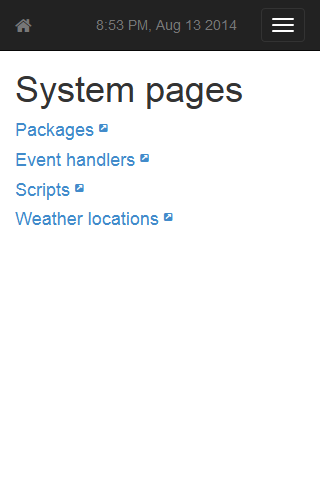 8:53 PM, Aug 13 2014
System pages
Packages
Event handlers
Scripts
Weather locations